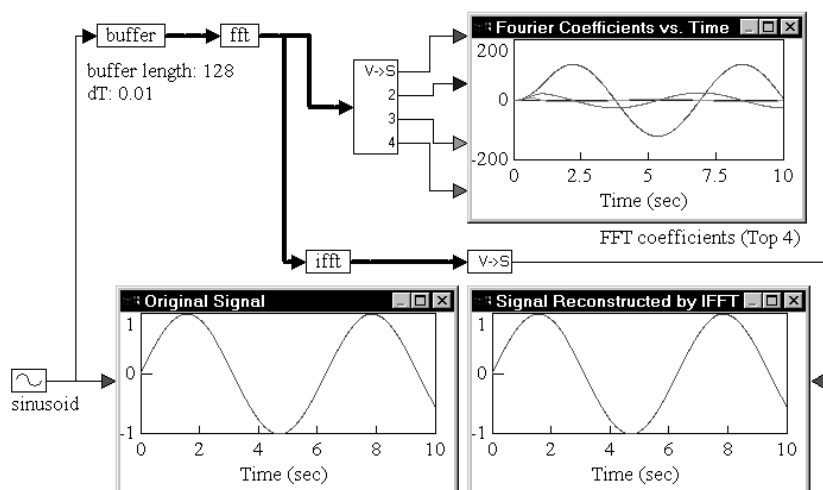 buffer
fft
buffer length: 128
dT: 0.01
V->S
2
3
4
Fourier Coefficients vs. Time
200
0
-200
0 2.5 5 7.5 10
Time (sec)
FFT coefficients (Top 4)
ifft
V->S
Original Signal
1
0
-1
0 2 4 6 8 10
Time (sec)
Signal Reconstructed by IFFT
1
0
-1
0 2 4 6 8 10
Time (sec)
sinusoid